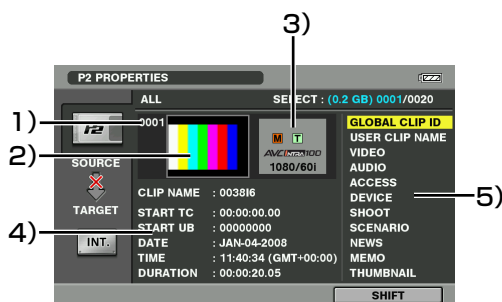 3)
P2 PROPERTIES
ALL
SELECT : (0.2 GB) 0001/0020
1)
0001
P2
M T
AVC INTRA 100
1080/60i
2)
SOURCE
TARGET
INT.
4)
CLIP NAME : 0038I6
START TC : 00:00:00.00
START UB : 00000000
DATE : JAN-04-2008
TIME : 11:40:34 (GMT+00:00)
DURATION : 00:00:20.05
GLOBAL CLIP ID
USER CLIP NAME
VIDEO
AUDIO
ACCESS
DEVICE
SHOOT
SCENARIO
NEWS
MEMO
THUMBNAIL
5)
SHIFT